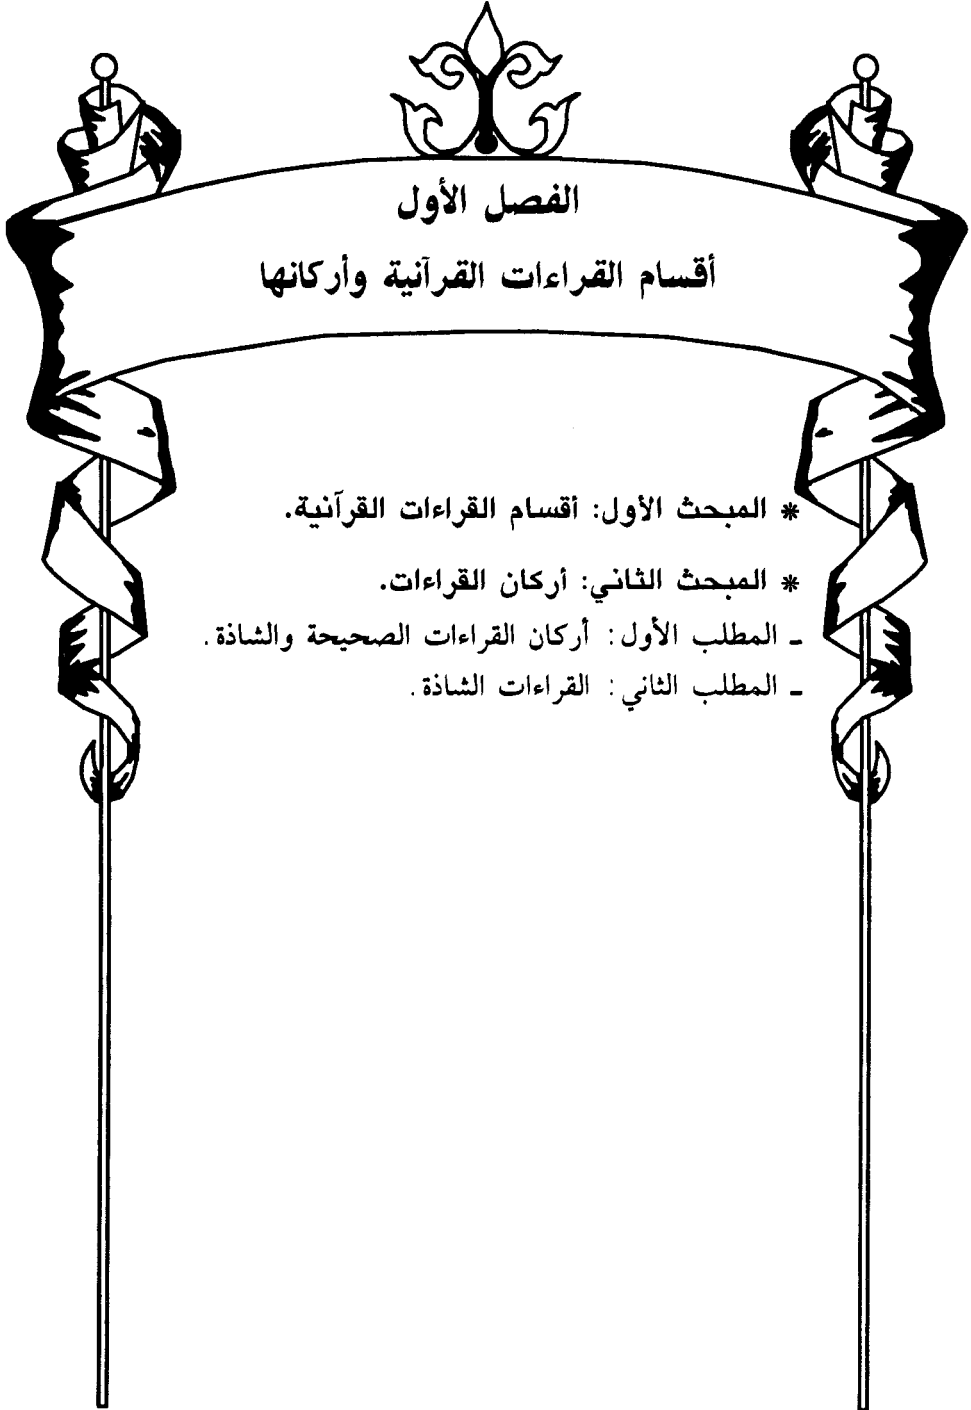 الفصل الأول
أقسام القراءات القرآنية وأركانها
* المبحث الأول: أقسام القراءات القرآنية.
* المبحث الثاني: أركان القراءات.
ـ المطلب الأول: أركان القراءات الصحيحة والشاذة.
ـ المطلب الثاني: القراءات الشاذة.